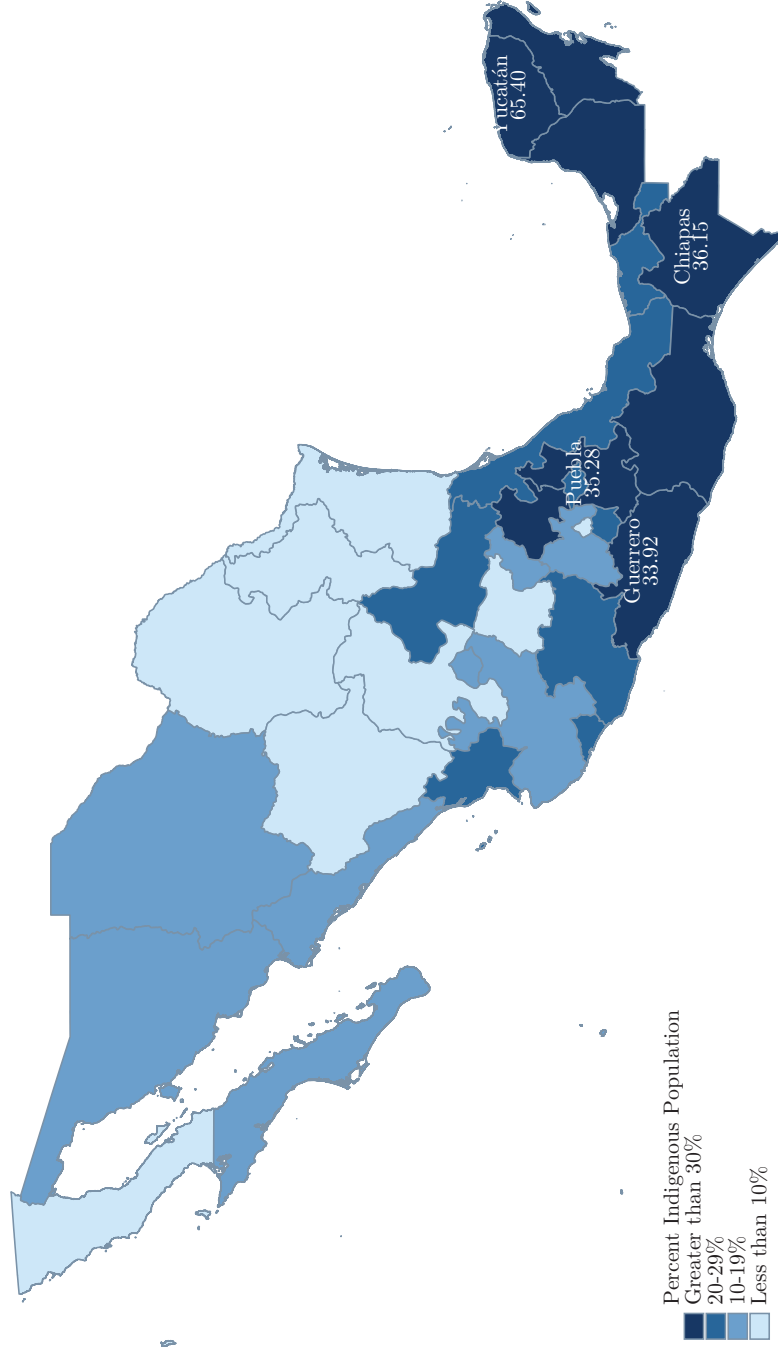 Yucatán
65.40
Chiapas
36.15
Puebla
35.28
Guerrero
33.92
Percent Indigenous Population
Greater than 30%
20-29%
10-19%
Less than 10%